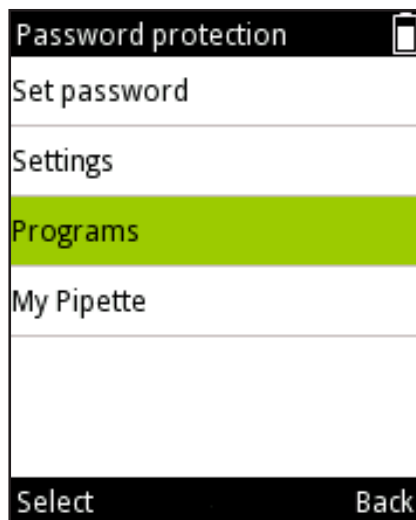 Password protection
Set password
Settings
Programs
My Pipette
Select Back